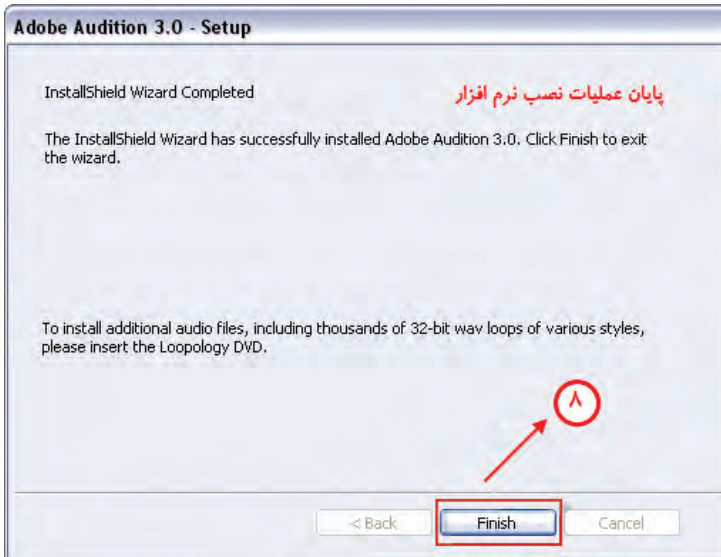 Adobe Audition 3.0 - Setup
InstallShield Wizard Completed
پایان عملیات نصب نرم افزار
The InstallShield Wizard has successfully installed Adobe Audition 3.0. Click Finish to exit
the wizard.
To install additional audio files, including thousands of 32-bit wav loops of various styles,
please insert the Loopology DVD.
۸
< Back Finish Cancel